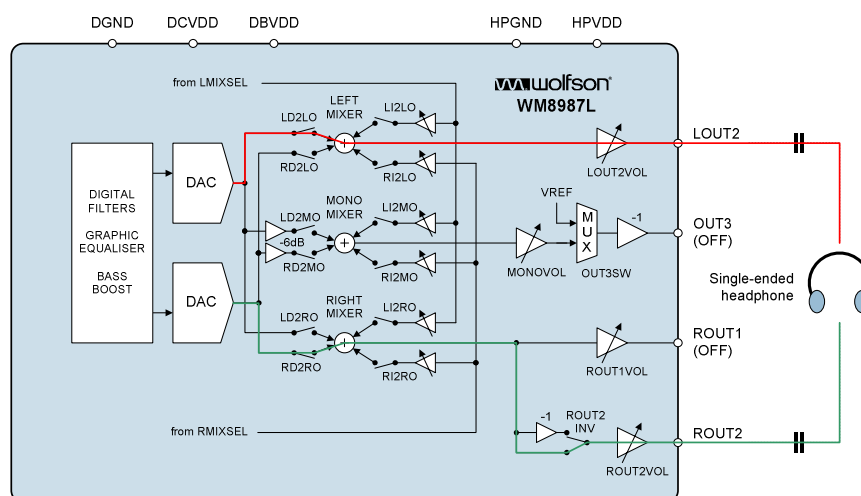 DGND
DCVDD
DBVDD
HPGND
HPVDD
from LMIXSEL
wolfson
WM8987L
LEFT
MIXER
LD2LO
LI2LO
LOUT2
DAC
RD2LO
RI2LO
LOUT2VOL
DIGITAL
FILTERS
GRAPHIC
EQUALISER
BASS
BOOST
VREF
LD2MO
MONO
MIXER
LI2MO
-6dB
MUX
-1
OUT3
(OFF)
RD2MO
RI2MO
MONOVOL
OUT3SW
Single-ended
headphone
DAC
RIGHT
MIXER
LI2RO
LD2RO
ROUT1
(OFF)
RD2RO
RI2RO
ROUT1VOL
from RMIXSEL
-1
ROUT2
INV
ROUT2
ROUT2VOL